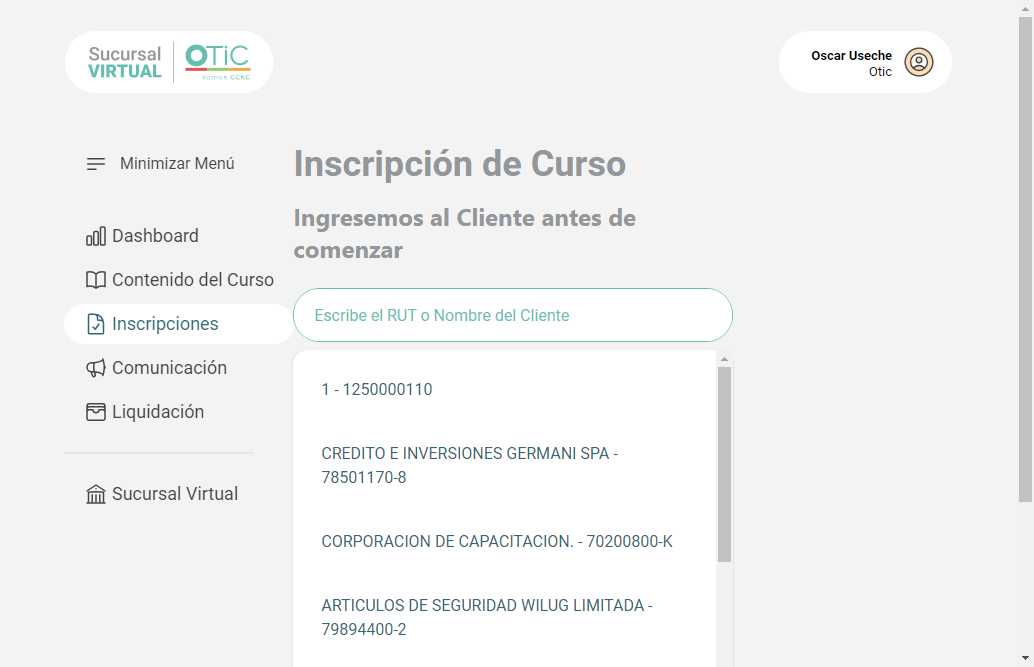 Sucursal
VIRTUAL
OTiC
somos CChC
Oscar Useche
Otic
Minimizar Menú
Dashboard
Contenido del Curso
Inscripciones
Comunicación
Liquidación
Sucursal Virtual
Inscripción de Curso
Ingresemos al Cliente antes de
comenzar
Escribe el RUT o Nombre del Cliente
1 - 1250000110
CREDITO E INVERSIONES GERMANI SPA -
78501170-8
CORPORACION DE CAPACITACION. - 70200800-K
ARTICULOS DE SEGURIDAD WILUG LIMITADA -
79894400-2